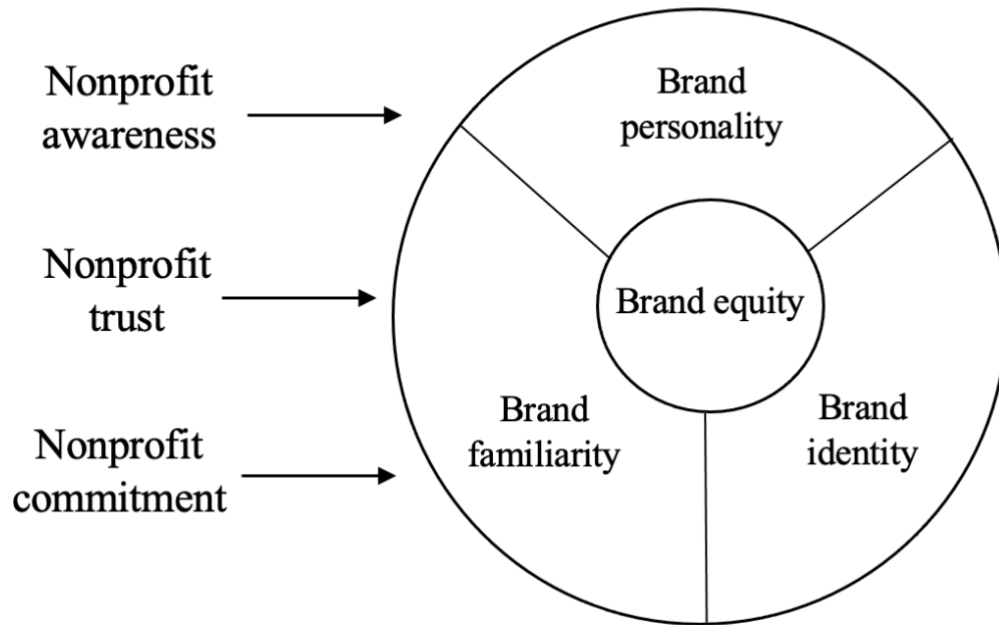 Nonprofit
awareness
Nonprofit
trust
Nonprofit
commitment
Brand
personality
Brand equity
Brand
familiarity
Brand
identity